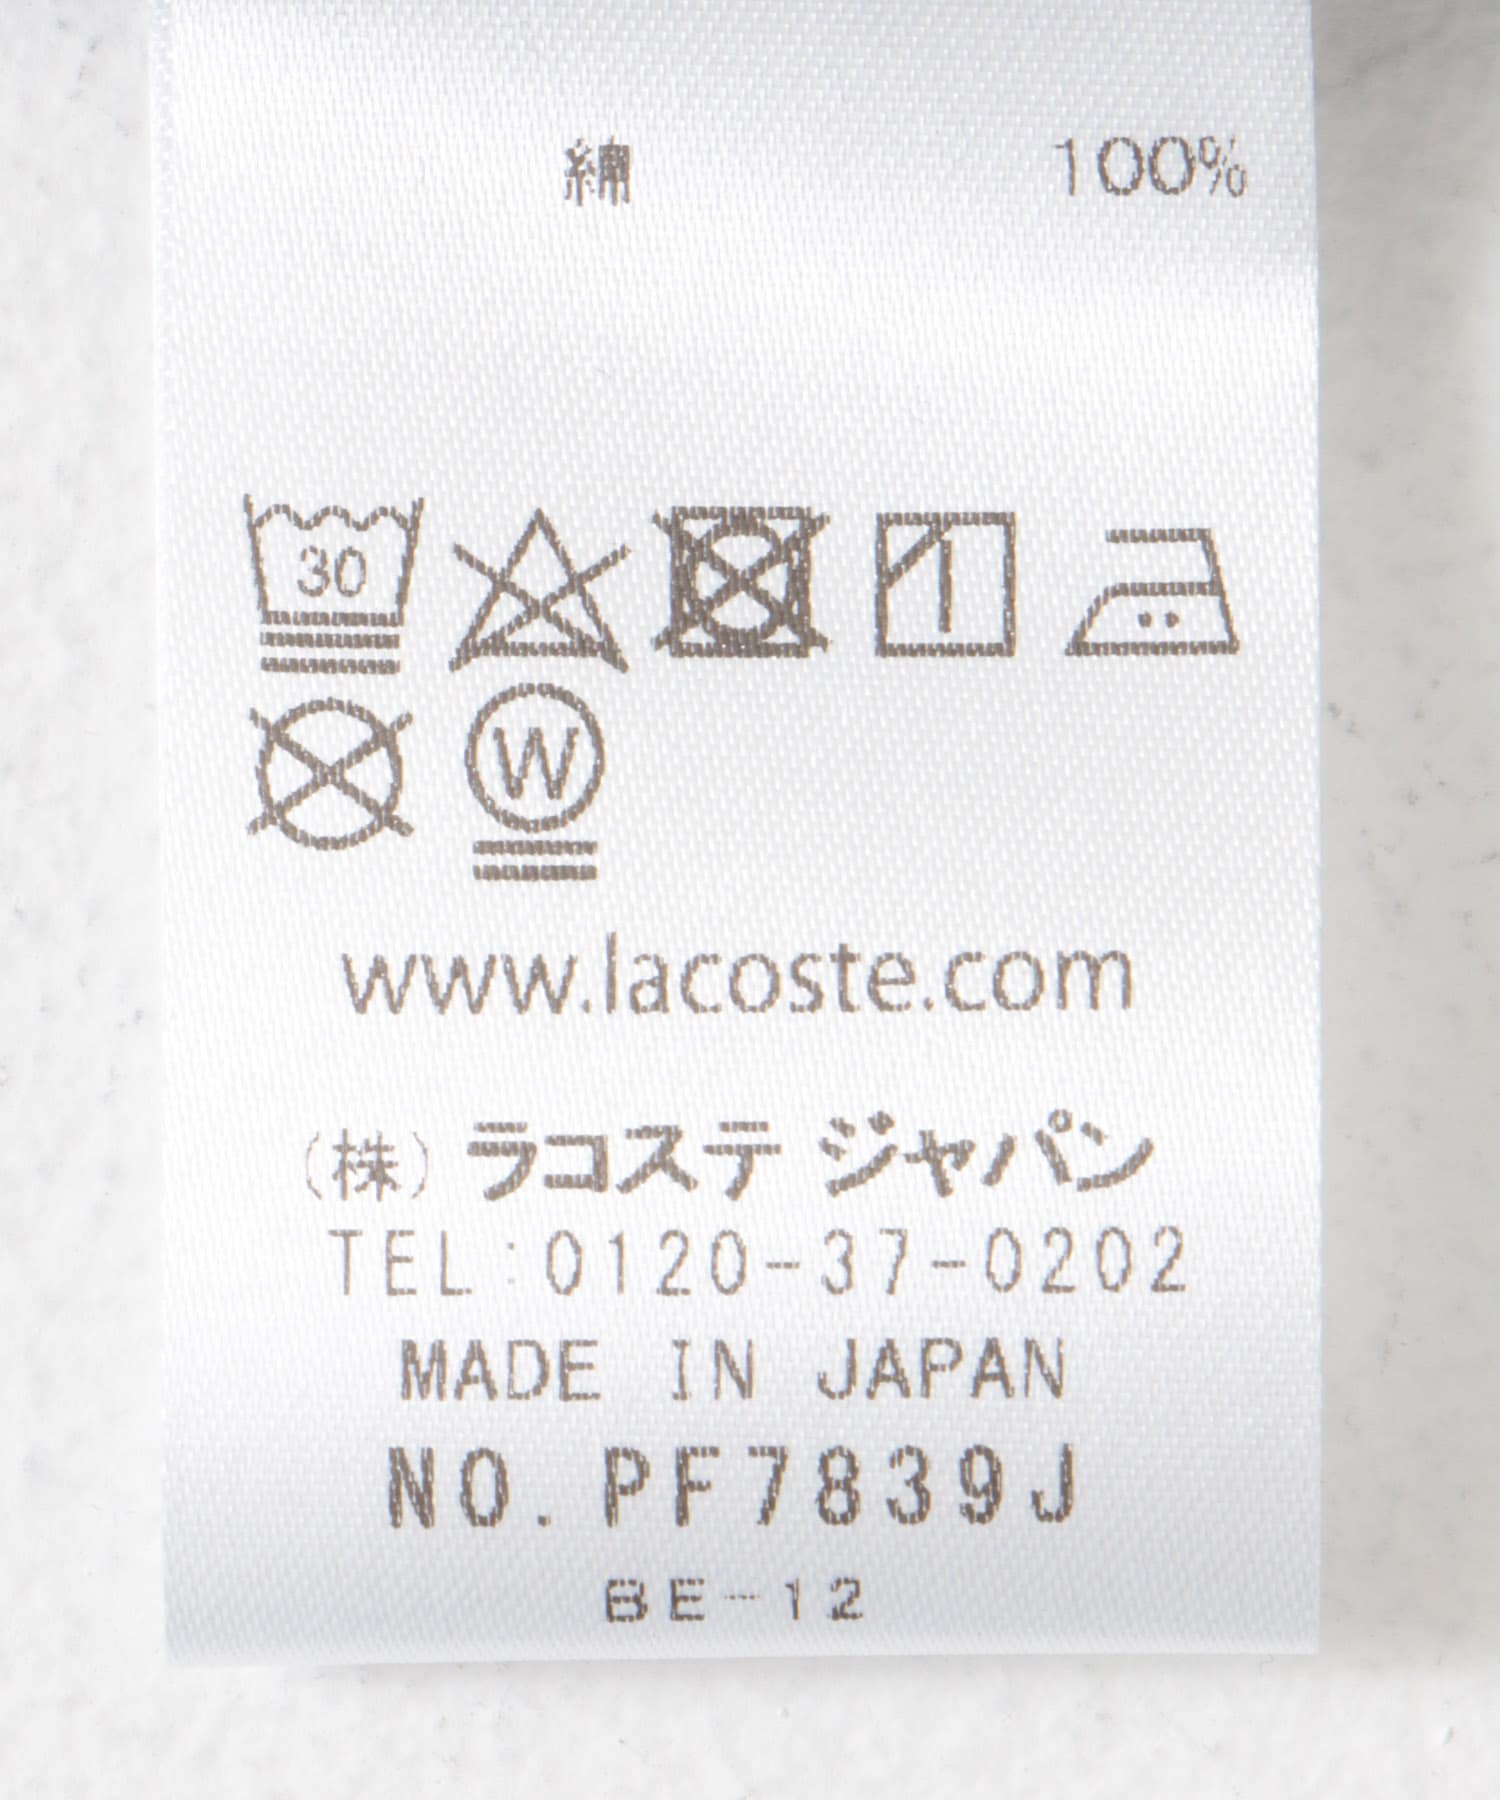 綿 100%
30
W
www.lacoste.com
(株) ラコステ ジャパン
TEL:0120-37-0202
MADE IN JAPAN
NO. PF7839J
BE-12